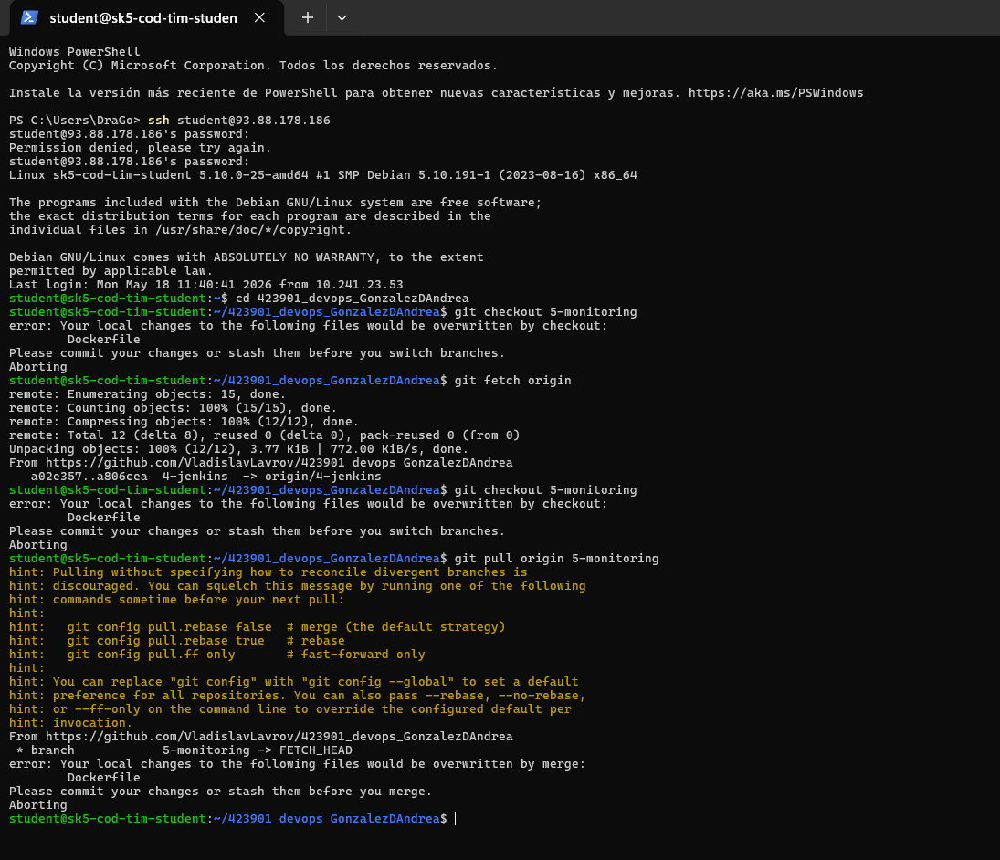 student@sk5-cod-tim-studen
Windows PowerShell
Copyright (C) Microsoft Corporation. Todos los derechos reservados.
Instale la versión más reciente de PowerShell para obtener nuevas características y mejoras. https://aka.ms/PSWindows
PS C:\Users\DraGo> ssh student@93.88.178.186
student@93.88.178.186's password:
Permission denied, please try again.
student@93.88.178.186's password:
Linux sk5-cod-tim-student 5.10.0-25-amd64 #1 SMP Debian 5.10.191-1 (2023-08-16) x86_64
The programs included with the Debian GNU/Linux system are free software;
the exact distribution terms for each program are described in the
individual files in /usr/share/doc/*/copyright.
Debian GNU/Linux comes with ABSOLUTELY NO WARRANTY, to the extent
permitted by applicable law.
Last login: Mon May 18 11:40:41 2026 from 10.241.23.53
student@sk5-cod-tim-student:~$ cd 423901_devops_GonzalezDAndrea
student@sk5-cod-tim-student:~/423901_devops_GonzalezDAndrea$ git checkout 5-monitoring
error: Your local changes to the following files would be overwritten by checkout:
        Dockerfile
Please commit your changes or stash them before you switch branches.
Aborting
student@sk5-cod-tim-student:~/423901_devops_GonzalezDAndrea$ git fetch origin
remote: Enumerating objects: 15, done.
remote: Counting objects: 100% (15/15), done.
remote: Compressing objects: 100% (12/12), done.
remote: Total 12 (delta 8), reused 0 (delta 0), pack-reused 0 (from 0)
Unpacking objects: 100% (12/12), 3.77 KiB | 772.00 KiB/s, done.
From https://github.com/VladislavLavrov/423901_devops_GonzalezDAndrea
   a02e357..a806cea  4-jenkins  -> origin/4-jenkins
student@sk5-cod-tim-student:~/423901_devops_GonzalezDAndrea$ git checkout 5-monitoring
error: Your local changes to the following files would be overwritten by checkout:
        Dockerfile
Please commit your changes or stash them before you switch branches.
Aborting
student@sk5-cod-tim-student:~/423901_devops_GonzalezDAndrea$ git pull origin 5-monitoring
hint: Pulling without specifying how to reconcile divergent branches is
hint: discouraged. You can squelch this message by running one of the following
hint: commands sometime before your next pull:
hint:
hint:   git config pull.rebase false  # merge (the default strategy)
hint:   git config pull.rebase true   # rebase
hint:   git config pull.ff only       # fast-forward only
hint:
hint: You can replace "git config" with "git config --global" to set a default
hint: preference for all repositories. You can also pass --rebase, --no-rebase,
hint: or --ff-only on the command line to override the configured default per
hint: invocation.
From https://github.com/VladislavLavrov/423901_devops_GonzalezDAndrea
 * branch            5-monitoring -> FETCH_HEAD
error: Your local changes to the following files would be overwritten by merge:
        Dockerfile
Please commit your changes or stash them before you merge.
Aborting
student@sk5-cod-tim-student:~/423901_devops_GonzalezDAndrea$